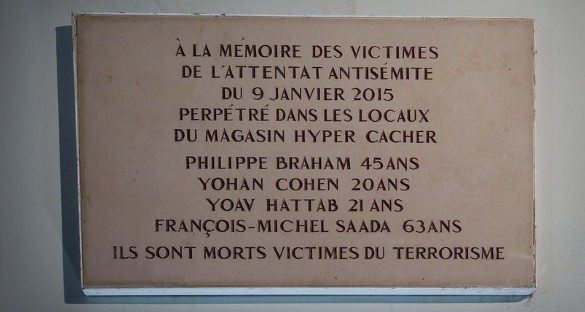 À LA MÉMOIRE DES VICTIMES
DE L'ATTENTAT ANTISÉMITE
DU 9 JANVIER 2015
PERPÉTRÉ DANS LES LOCAUX
DU MAGASIN HYPER CACHER
PHILIPPE BRAHAM 45 ANS
YOHAN COHEN 20 ANS
YOAV HATTAB 21 ANS
FRANÇOIS-MICHEL SAADA 63 ANS
ILS SONT MORTS VICTIMES DU TERRORISME